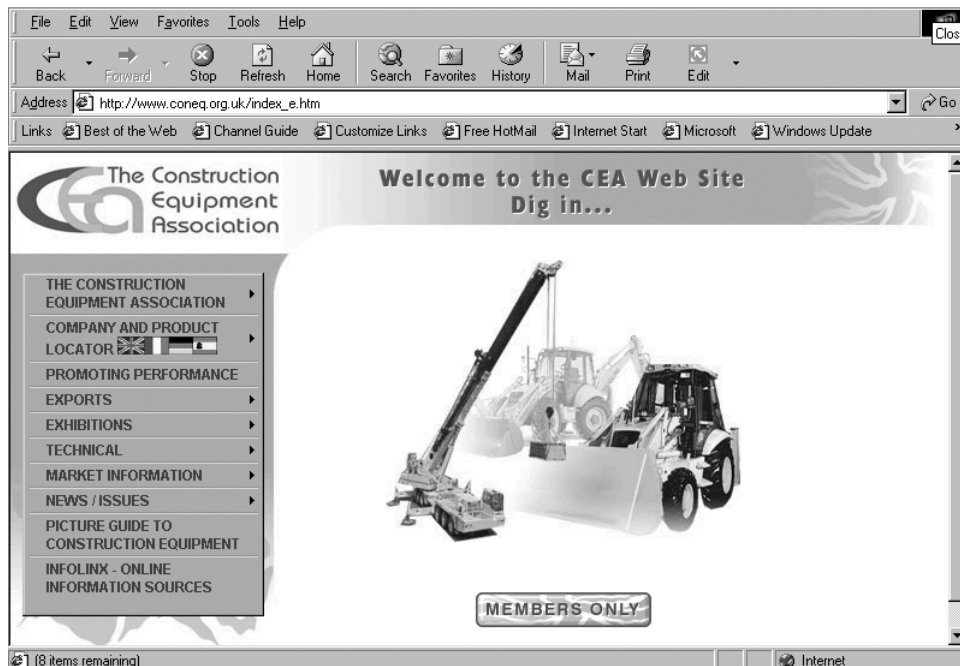 File Edit View Favorites Tools Help
Clos
Back Forward Stop Refresh Home Search Favorites History Mail Print Edit
Address http://www.coneq.org.uk/index_e.htm Go
Links Best of the Web Channel Guide Customize Links Free HotMail Internet Start Microsoft Windows Update
CEA
The Construction
Equipment
Association
Welcome to the CEA Web Site
Dig in...
THE CONSTRUCTION
EQUIPMENT ASSOCIATION
COMPANY AND PRODUCT
LOCATOR
PROMOTING PERFORMANCE
EXPORTS
EXHIBITIONS
TECHNICAL
MARKET INFORMATION
NEWS / ISSUES
PICTURE GUIDE TO
CONSTRUCTION EQUIPMENT
INFOLINX - ONLINE
INFORMATION SOURCES
MEMBERS ONLY
(8 items remaining) Internet